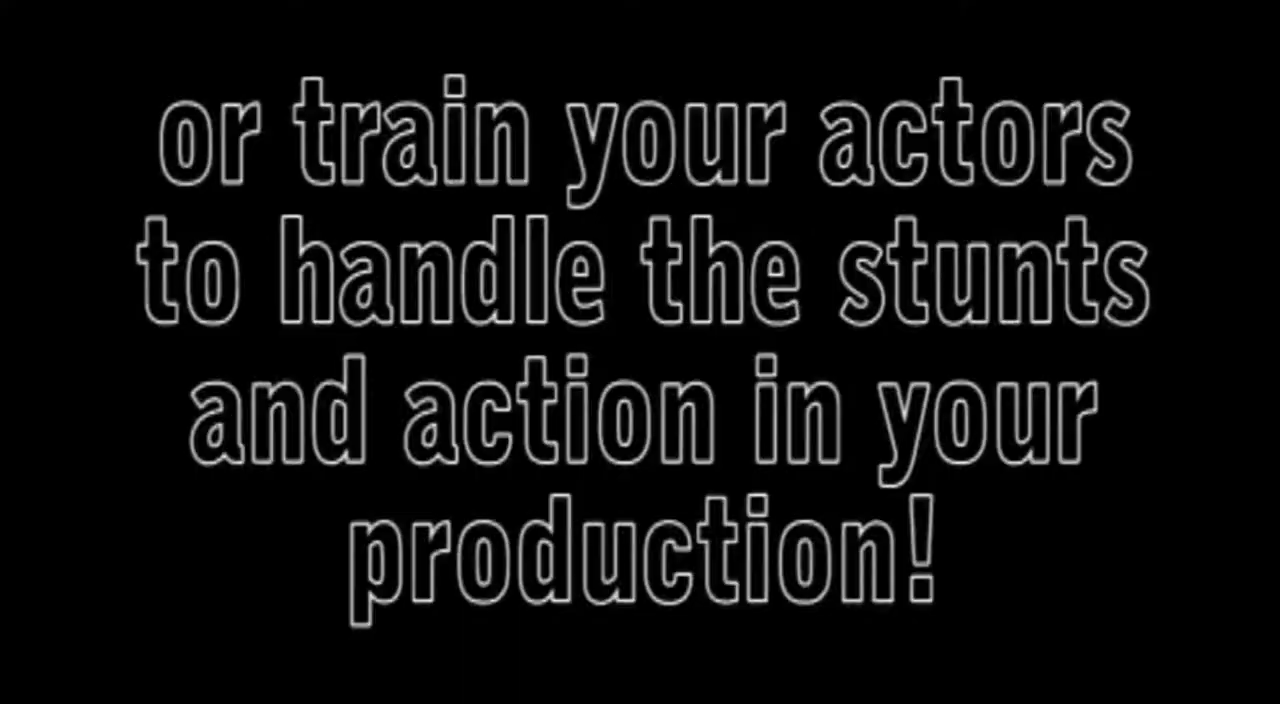 or train your actors
to handle the stunts
and action in your
production!